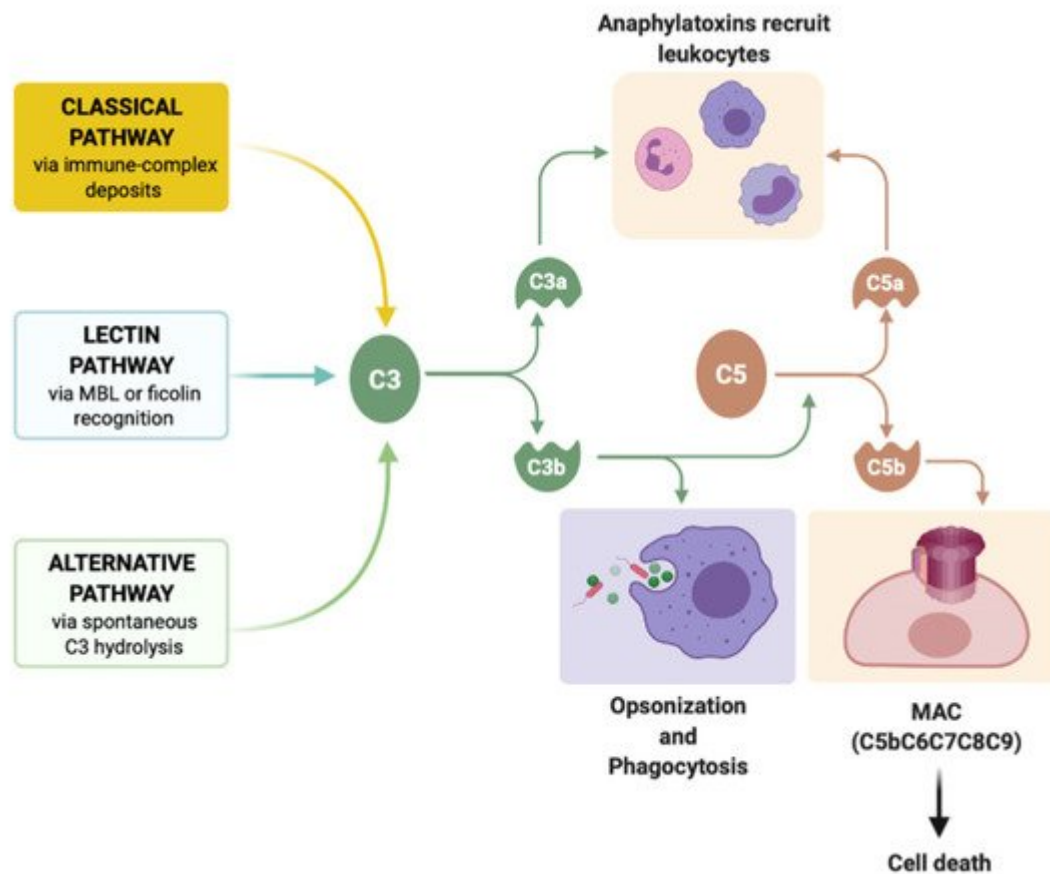 Anaphylatoxins recruit
leukocytes
CLASSICAL
PATHWAY
via immune-complex
deposits
LECTIN
PATHWAY
via MBL or ficolin
recognition
ALTERNATIVE
PATHWAY
via spontaneous
C3 hydrolysis
C3
C3a
C3b
C5
C5a
C5b
Opsonization
and
Phagocytosis
MAC
(C5bC6C7C8C9)
Cell death